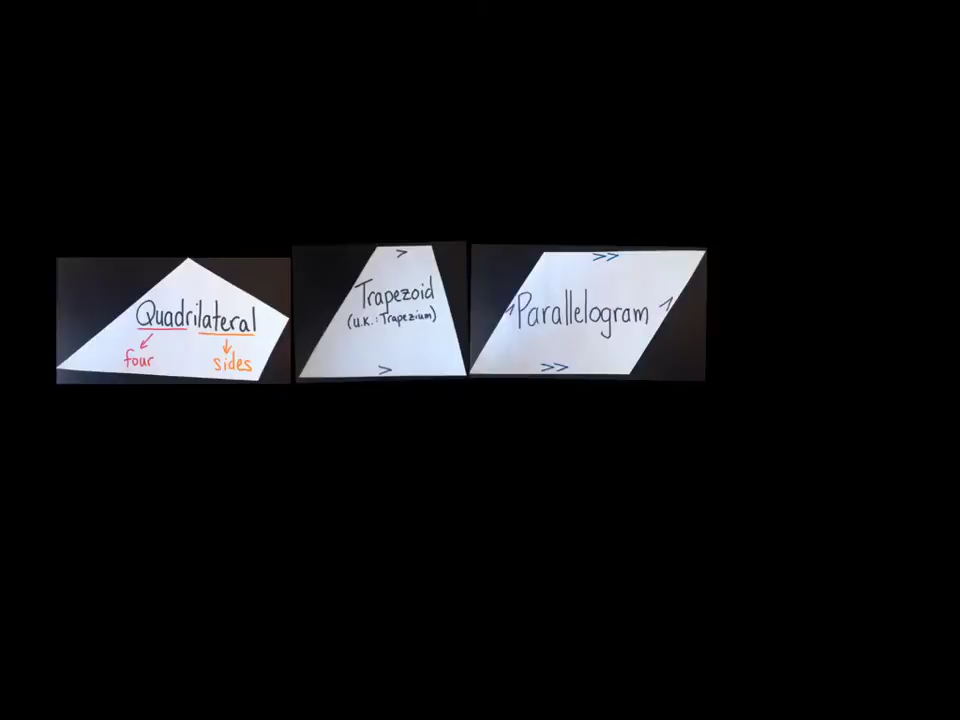 Quadrilateral
four sides
>
Trapezoid
(U.K.: Trapezium)
>
>>
Parallelogram
>>